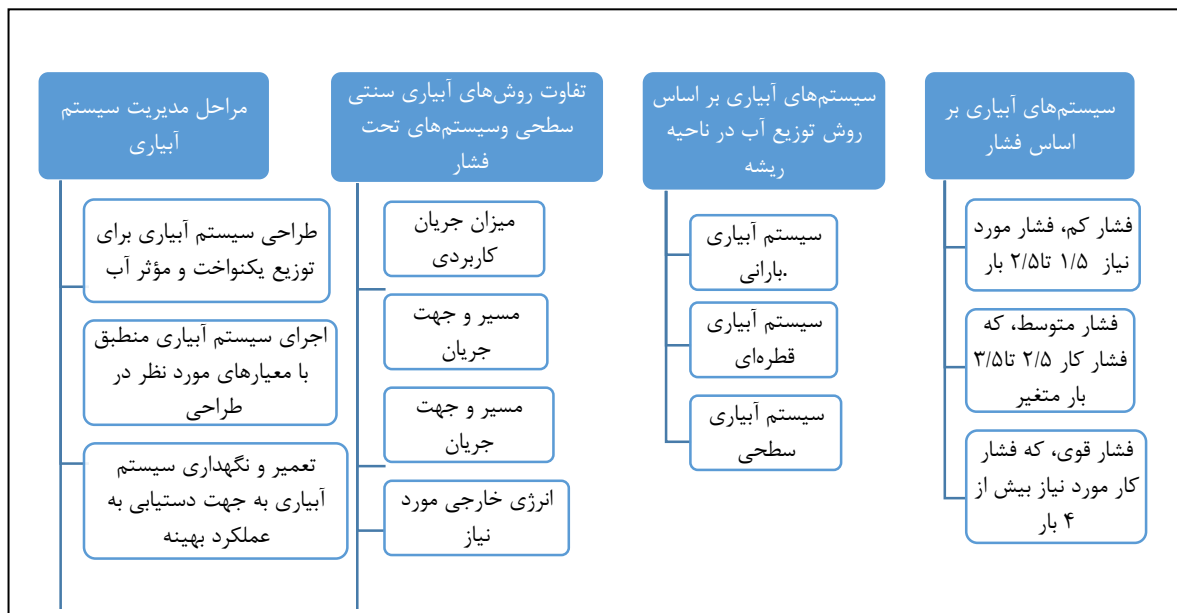 سیستم‌های آبیاری بر
اساس فشار
فشار کم، فشار مورد
نیاز ۱/۵ تا۲/۵ بار
فشار متوسط، که
فشار کار ۲/۵ تا۳/۵
بار متغیر
فشار قوی، که فشار
کار مورد نیاز بیش از
۴ بار
سیستم‌های آبیاری بر اساس
روش توزیع آب در ناحیه
ریشه
سیستم آبیاری
.بارانی
سیستم آبیاری
قطره‌ای
سیستم آبیاری
سطحی
تفاوت روش‌های آبیاری سنتی
سطحی وسیستم‌های تحت
فشار
میزان جریان
کاربردی
مسیر و جهت
جریان
مسیر و جهت
جریان
انرژی خارجی مورد
نیاز
مراحل مدیریت سیستم
آبیاری
طراحی سیستم آبیاری برای
توزیع یکنواخت و مؤثر آب
اجرای سیستم آبیاری منطبق
با معیارهای مورد نظر در
طراحی
تعمیر و نگهداری سیستم
آبیاری به جهت دستیابی به
عملکرد بهینه